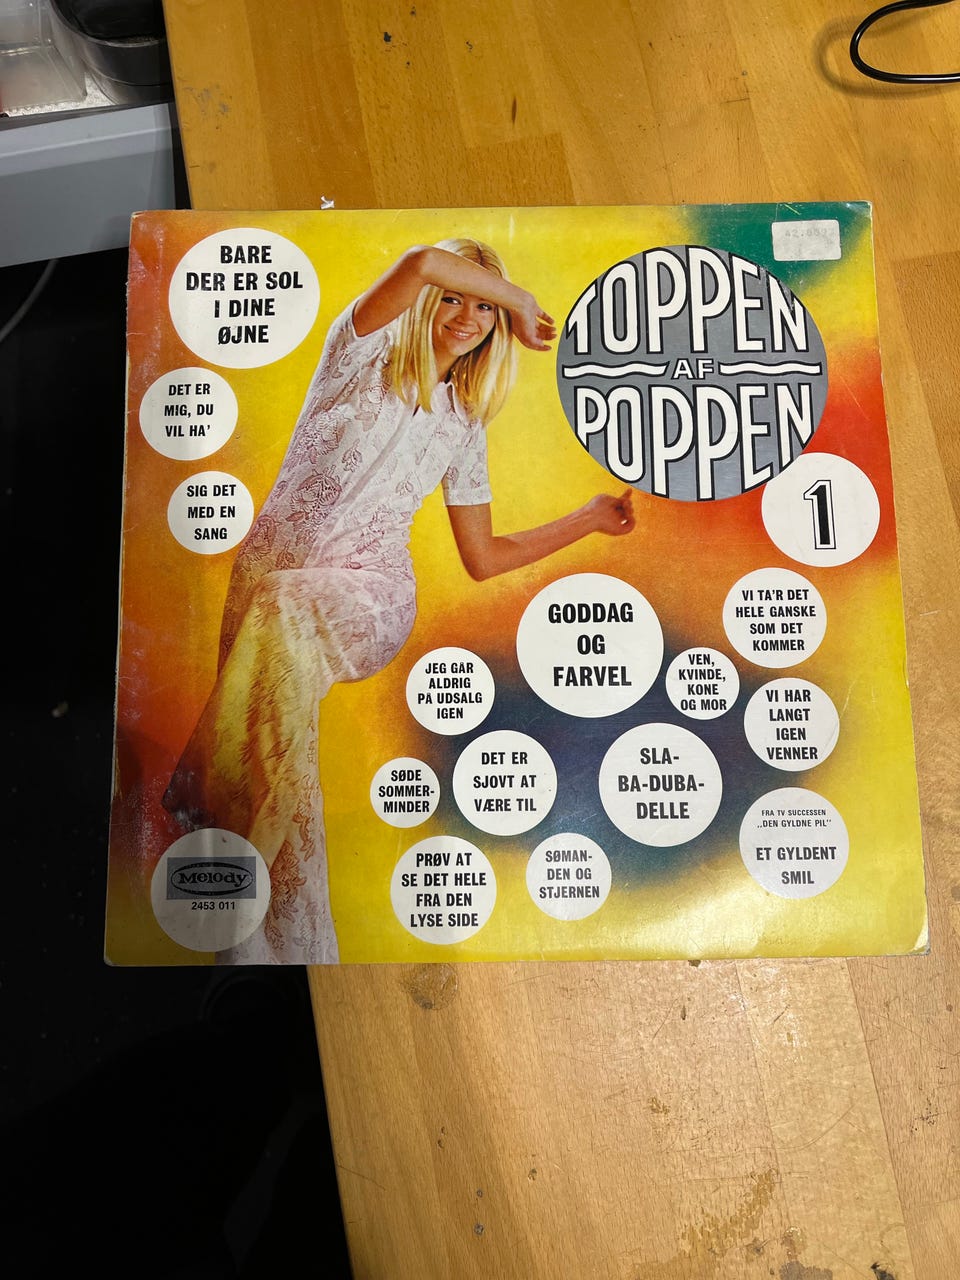 BARE
DER ER SOL
I DINE
ØJNE
TOPPEN
AF
POPPEN
1
DET ER
MIG, DU
VIL HA'
SIG DET
MED EN
SANG
GODDAG
OG
FARVEL
VI TA'R DET
HELE GANSKE
SOM DET
KOMMER
JEG GÅR
ALDRIG
PÅ UDSALG
IGEN
VEN,
KVINDE,
KONE
OG MOR
VI HAR
LANGT
IGEN
VENNER
SØDE
SOMMER-
MINDER
DET ER
SJOVT AT
VÆRE TIL
SLA-
BA-DUBA-
DELLE
FRA TV SUCCESSEN
„DEN GYLDNE PIL"
ET GYLDENT
SMIL
PRØV AT
SE DET HELE
FRA DEN
LYSE SIDE
SØMAN-
DEN OG
STJERNEN
Melody
2453 011